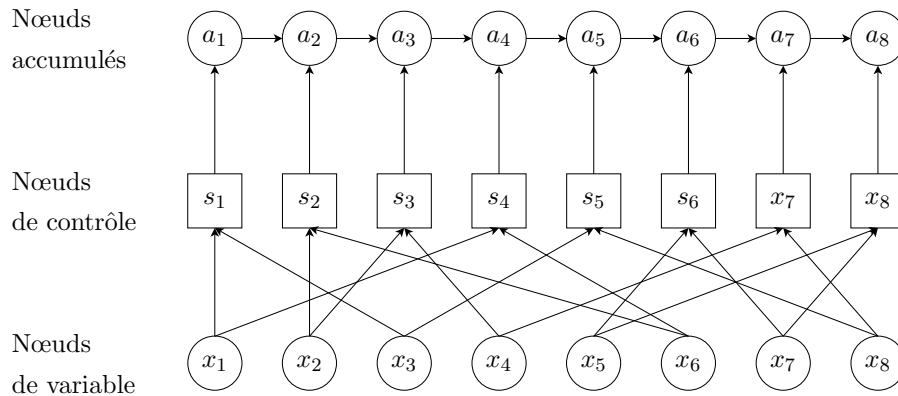 Nœuds
accumulés
a1 a2 a3 a4 a5 a6 a7 a8
Nœuds
de contrôle
s1 s2 s3 s4 s5 s6 x7 x8
Nœuds
de variable
x1 x2 x3 x4 x5 x6 x7 x8